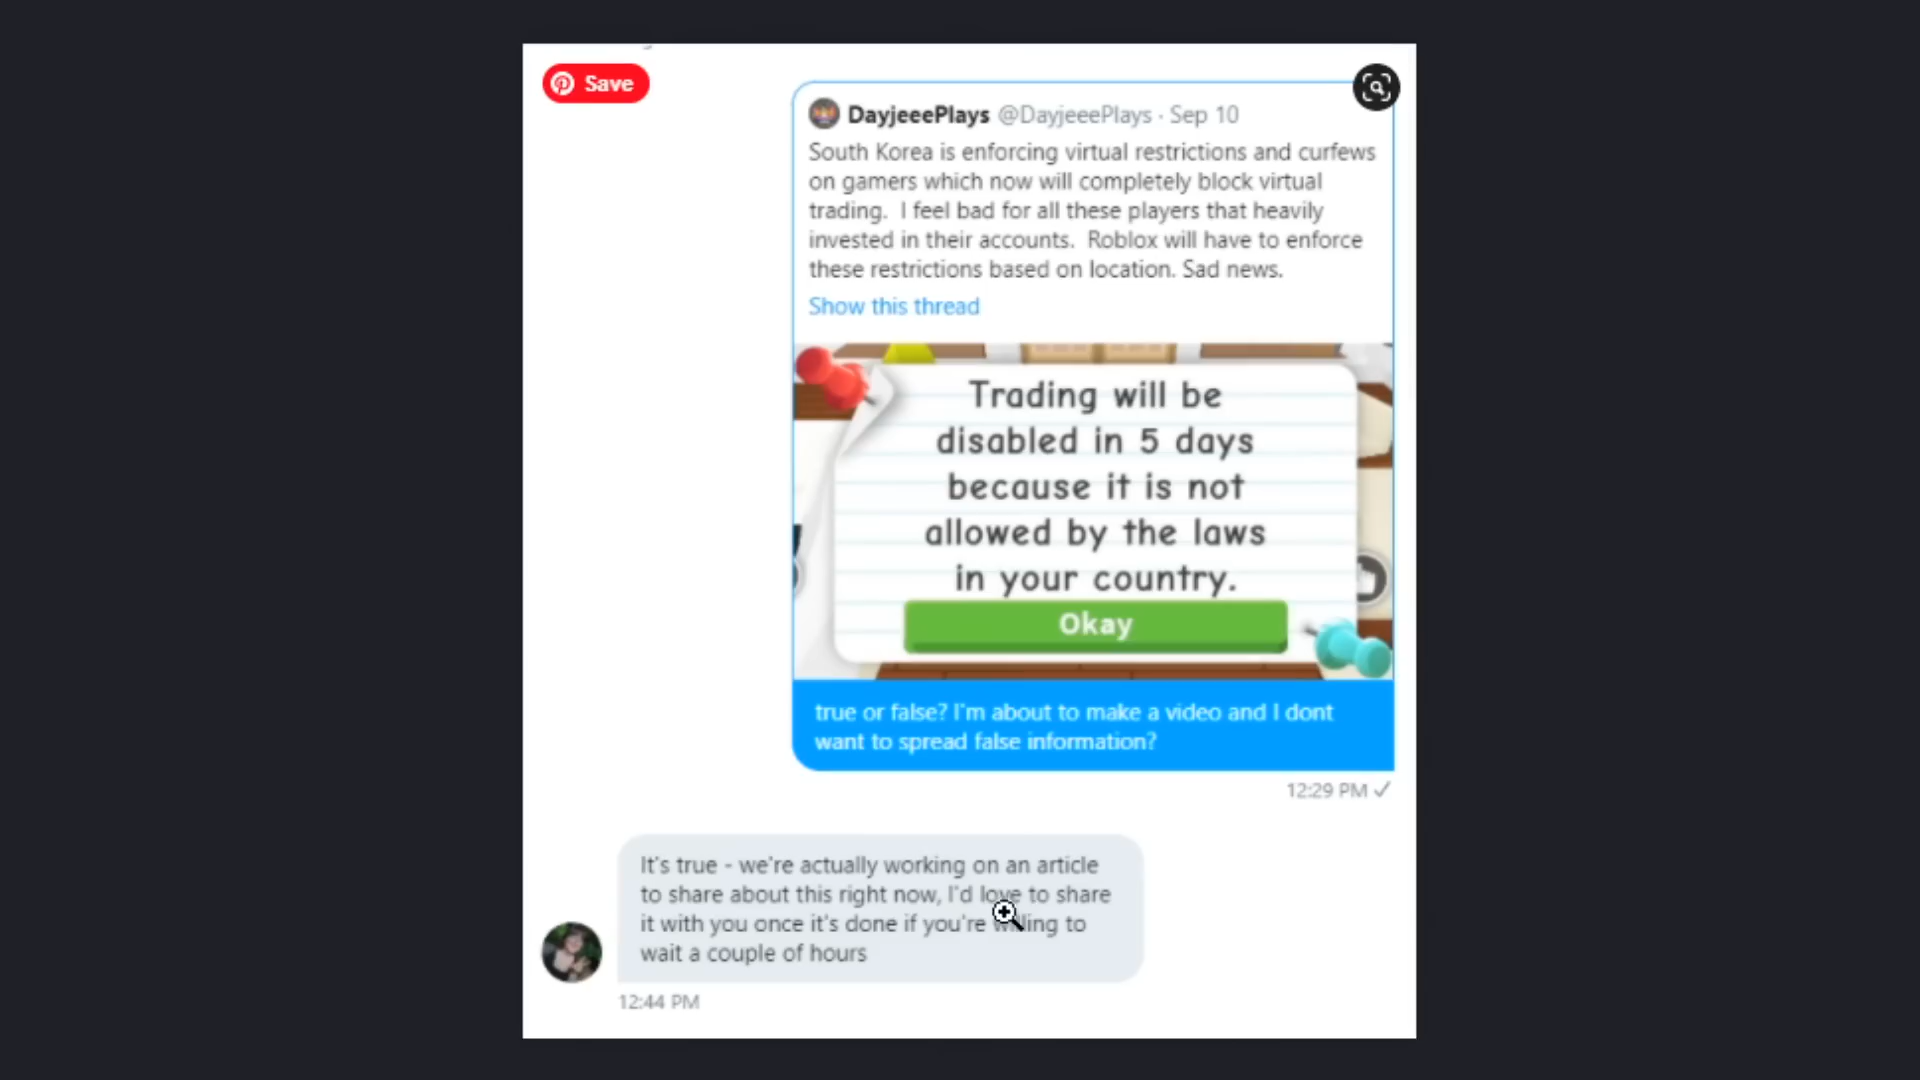 Save
DayjeeePlays @DayjeeePlays · Sep 10
South Korea is enforcing virtual restrictions and curfews
on gamers which now will completely block virtual
trading.  I feel bad for all these players that heavily
invested in their accounts.  Roblox will have to enforce
these restrictions based on location. Sad news.
Show this thread
Trading will be
disabled in 5 days
because it is not
allowed by the laws
in your country.
Okay
true or false? I'm about to make a video and I dont
want to spread false information?
12:29 PM
It's true - we're actually working on an article
to share about this right now, I'd love to share
it with you once it's done if you're willing to
wait a couple of hours
12:44 PM